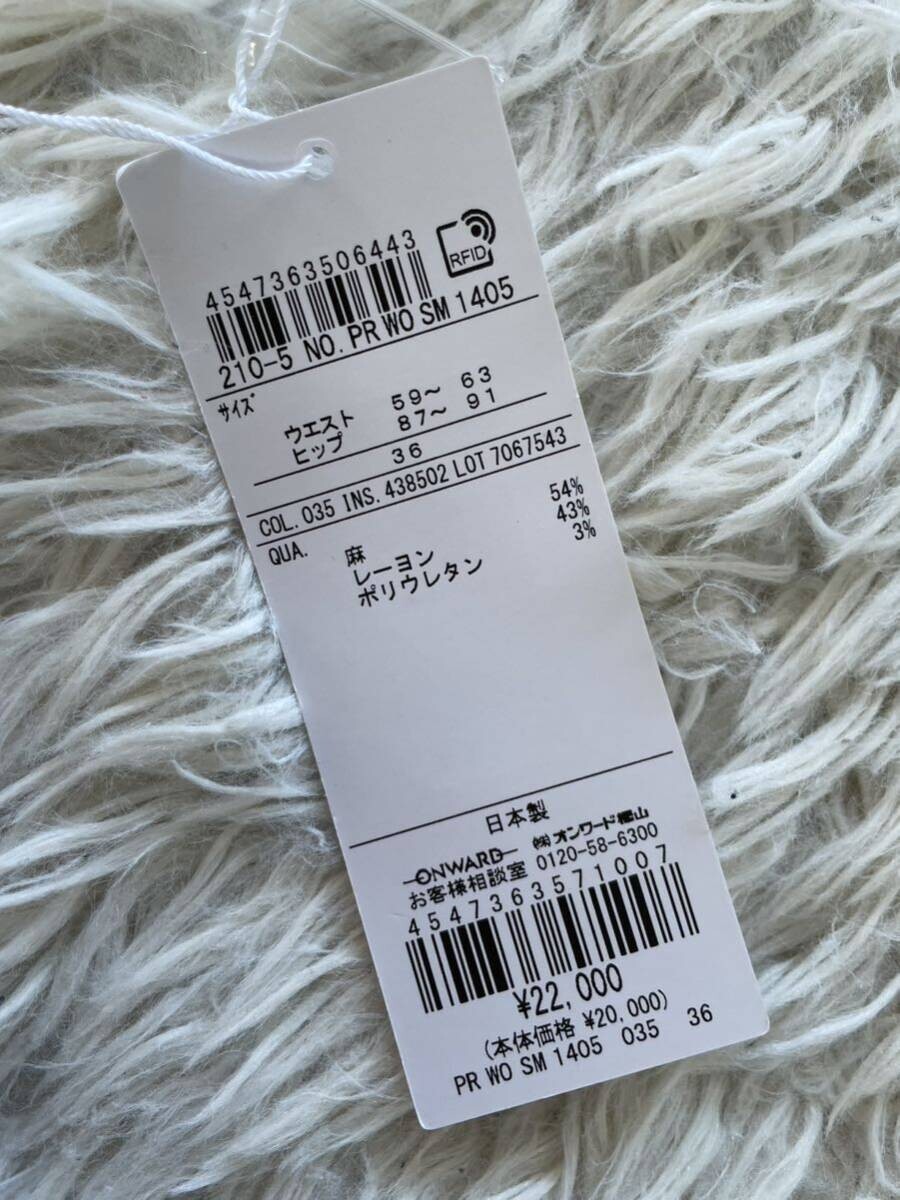 4547363506443
RFID
210-5 NO. PR WO SM 1405
サイズ
ウエスト 59～ 63
ヒップ 87～ 91
36
COL. 035 INS. 438502 LOT 7067543
QUA. 麻 54%
レーヨン 43%
ポリウレタン 3%
日本製
ONWARD ㈱オンワード樫山
お客様相談室 0120-58-6300
4547363571007
¥22,000
(本体価格 ¥20,000)
PR WO SM 1405 035 36